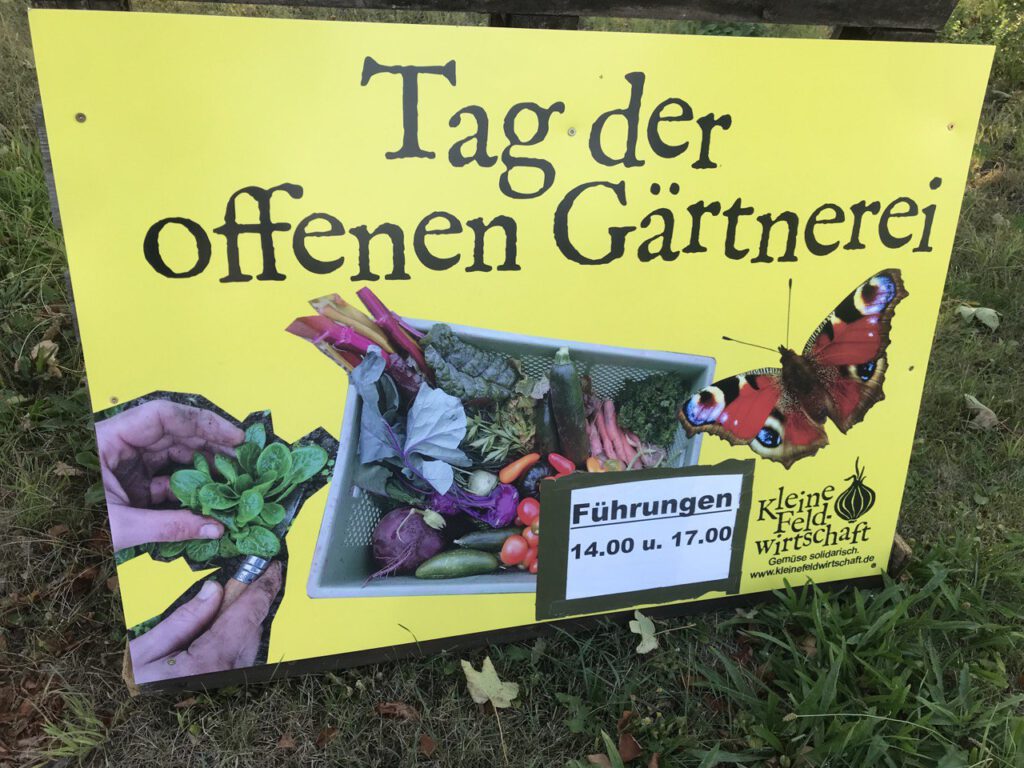 Tag der
offenen Gärtnerei
Führungen
14.00 u. 17.00
Kleine
Feld-
wirtschaft
Gemüse solidarisch.
www.kleinefeldwirtschaft.de